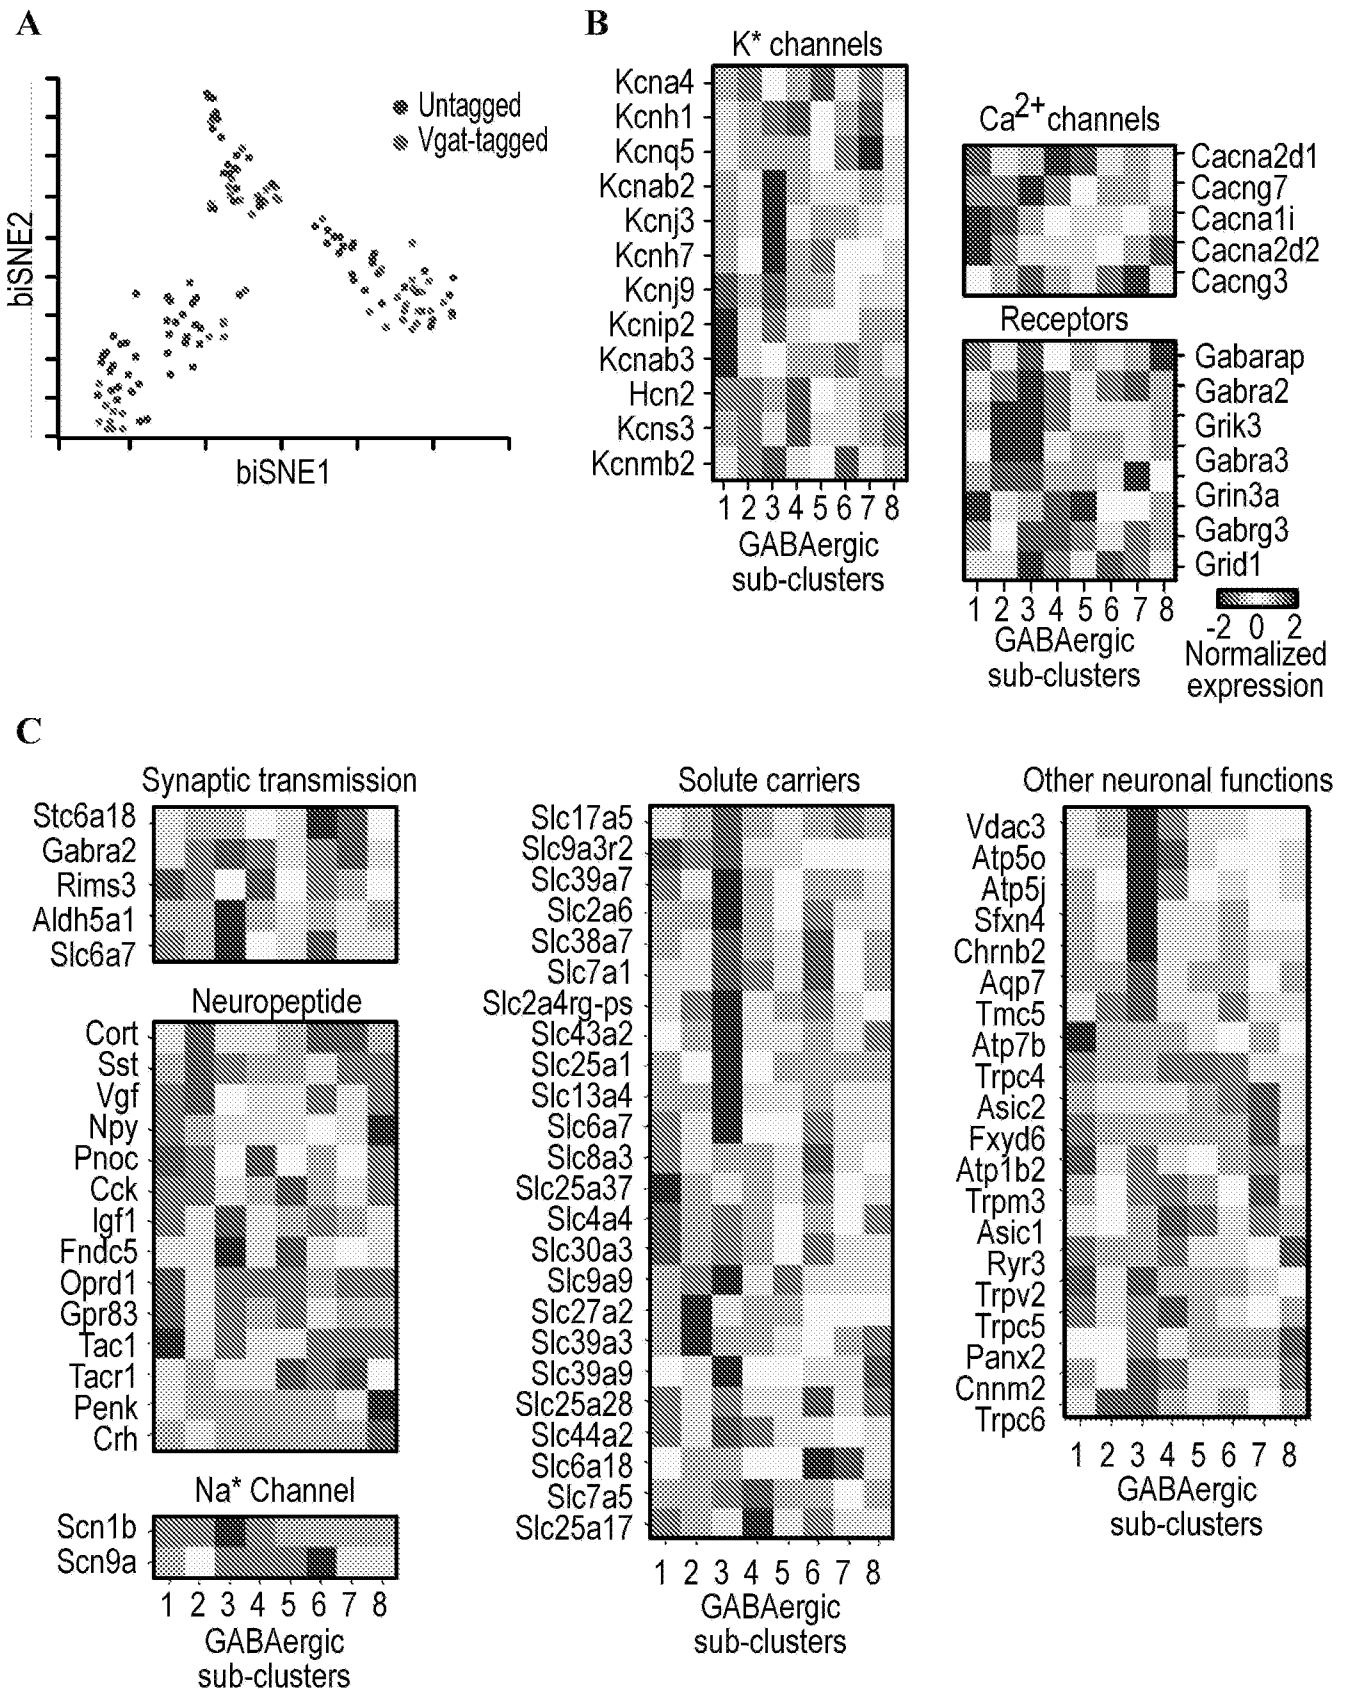 A
biSNE2
Untagged
Vgat-tagged
biSNE1
B
K* channels
Kcna4
Kcnh1
Kcnq5
Kcnab2
Kcnj3
Kcnh7
Kcnj9
Kcnip2
Kcnab3
Hcn2
Kcns3
Kcnmb2
1 2 3 4 5 6 7 8
GABAergic
sub-clusters
Ca2+ channels
Cacna2d1
Cacng7
Cacna1i
Cacna2d2
Cacng3
Receptors
Gabarap
Gabra2
Grik3
Gabra3
Grin3a
Gabrg3
Grid1
1 2 3 4 5 6 7 8
GABAergic
sub-clusters
-2 0 2
Normalized
expression
C
Synaptic transmission
Stc6a18
Gabra2
Rims3
Aldh5a1
Slc6a7
Neuropeptide
Cort
Sst
Vgf
Npy
Pnoc
Cck
Igf1
Fndc5
Oprd1
Gpr83
Tac1
Tacr1
Penk
Crh
Na* Channel
Scn1b
Scn9a
1 2 3 4 5 6 7 8
GABAergic
sub-clusters
Solute carriers
Slc17a5
Slc9a3r2
Slc39a7
Slc2a6
Slc38a7
Slc7a1
Slc2a4rg-ps
Slc43a2
Slc25a1
Slc13a4
Slc6a7
Slc8a3
Slc25a37
Slc4a4
Slc30a3
Slc9a9
Slc27a2
Slc39a3
Slc39a9
Slc25a28
Slc44a2
Slc6a18
Slc7a5
Slc25a17
1 2 3 4 5 6 7 8
GABAergic
sub-clusters
Other neuronal functions
Vdac3
Atp5o
Atp5j
Sfxn4
Chrnb2
Aqp7
Tmc5
Atp7b
Trpc4
Asic2
Fxyd6
Atp1b2
Trpm3
Asic1
Ryr3
Trpv2
Trpc5
Panx2
Cnnm2
Trpc6
1 2 3 4 5 6 7 8
GABAergic
sub-clusters